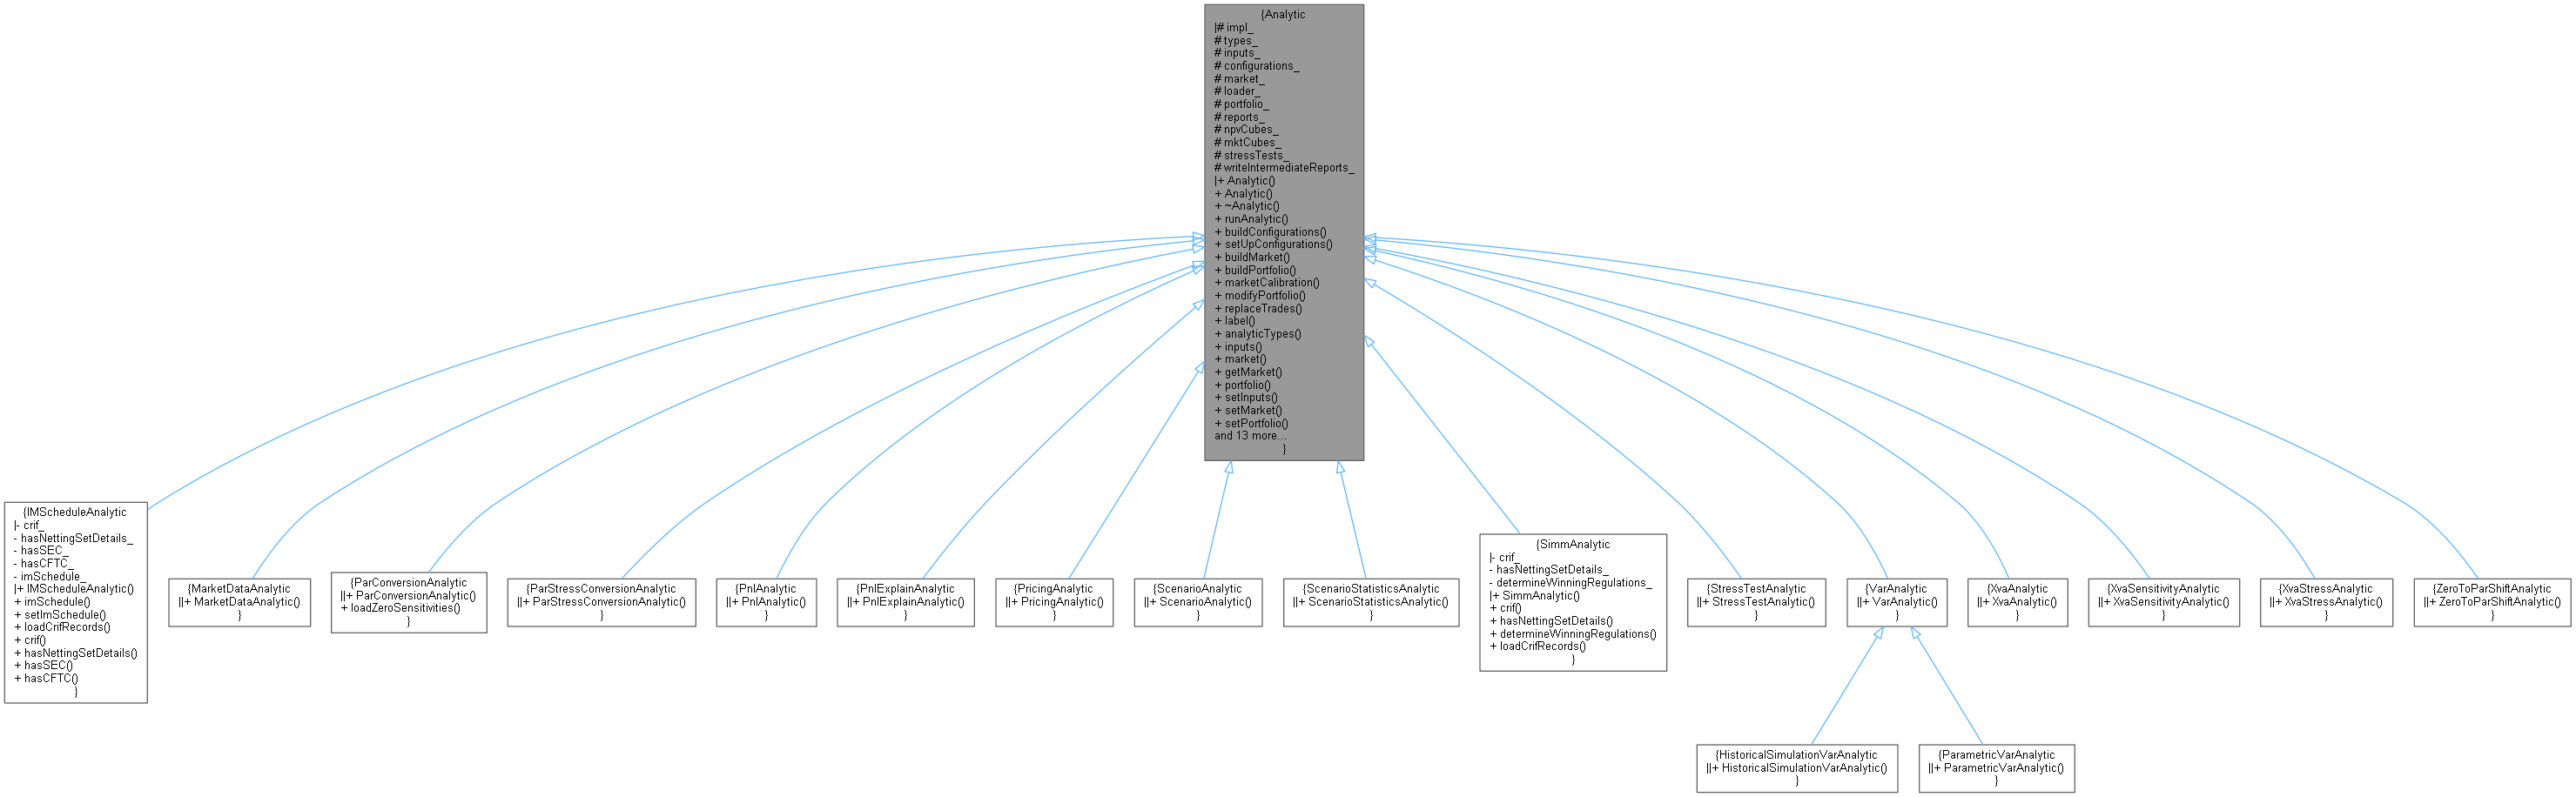 {Analytic
|# impl_
# types_
# inputs_
# configurations_
# market_
# loader_
# portfolio_
# reports_
# npvCubes_
# mktCubes_
# stressTests_
# writeIntermediateReports_
|+ Analytic()
+ Analytic()
+ ~Analytic()
+ runAnalytic()
+ buildConfigurations()
+ setUpConfigurations()
+ buildMarket()
+ buildPortfolio()
+ marketCalibration()
+ modifyPortfolio()
+ replaceTrades()
+ label()
+ analyticTypes()
+ inputs()
+ market()
+ getMarket()
+ portfolio()
+ setInputs()
+ setMarket()
+ setPortfolio()
and 13 more...
}
{IMScheduleAnalytic
|- crif_
- hasNettingSetDetails_
- hasSEC_
- hasCFTC_
- imSchedule_
|+ IMScheduleAnalytic()
+ imSchedule()
+ setImSchedule()
+ loadCrifRecords()
+ crif()
+ hasNettingSetDetails()
+ hasSEC()
+ hasCFTC()
}
{MarketDataAnalytic
||+ MarketDataAnalytic()
}
{ParConversionAnalytic
||+ ParConversionAnalytic()
+ loadZeroSensitivities()
}
{ParStressConversionAnalytic
||+ ParStressConversionAnalytic()
}
{PnlAnalytic
||+ PnlAnalytic()
}
{PnlExplainAnalytic
||+ PnlExplainAnalytic()
}
{PricingAnalytic
||+ PricingAnalytic()
}
{ScenarioAnalytic
||+ ScenarioAnalytic()
}
{ScenarioStatisticsAnalytic
||+ ScenarioStatisticsAnalytic()
}
{SimmAnalytic
|- crif_
- hasNettingSetDetails_
- determineWinningRegulations_
|+ SimmAnalytic()
+ crif()
+ hasNettingSetDetails()
+ determineWinningRegulations()
+ loadCrifRecords()
}
{StressTestAnalytic
||+ StressTestAnalytic()
}
{VarAnalytic
||+ VarAnalytic()
}
{XvaAnalytic
||+ XvaAnalytic()
}
{XvaSensitivityAnalytic
||+ XvaSensitivityAnalytic()
}
{XvaStressAnalytic
||+ XvaStressAnalytic()
}
{ZeroToParShiftAnalytic
||+ ZeroToParShiftAnalytic()
}
{HistoricalSimulationVarAnalytic
||+ HistoricalSimulationVarAnalytic()
}
{ParametricVarAnalytic
||+ ParametricVarAnalytic()
}